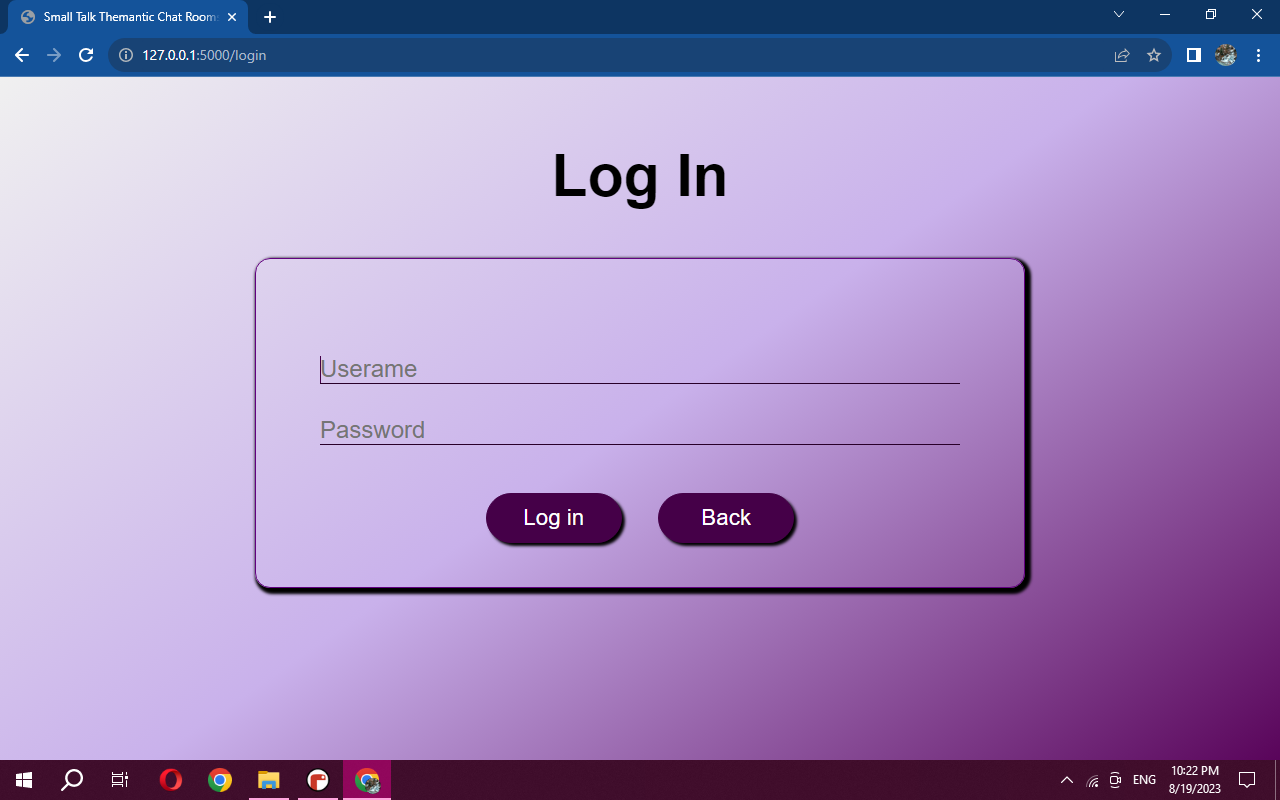 Small Talk Themantic Chat Rooms
127.0.0.1:5000/login
Log In
Userame
Password
Log in
Back
ENG
10:22 PM
8/19/2023